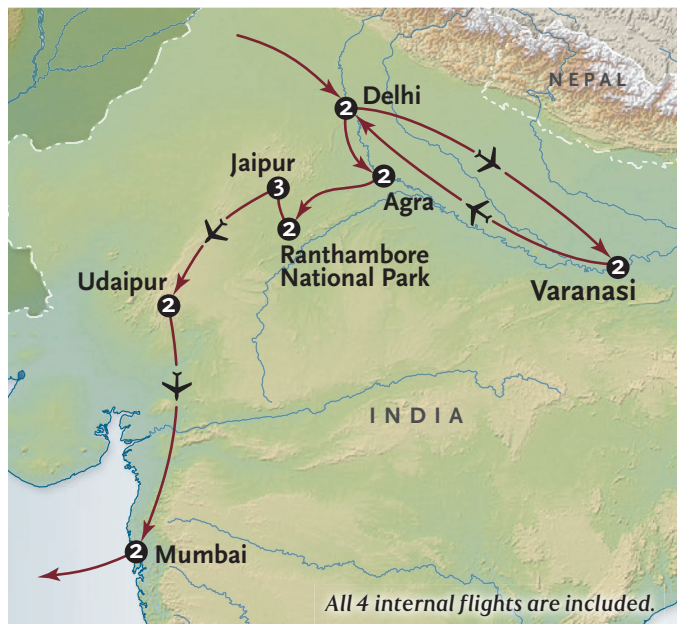 NEPAL
2 Delhi
Jaipur
3
2
Agra
2
Ranthambore
National Park
Udaipur
2
2
Varanasi
INDIA
2 Mumbai
All 4 internal flights are included.